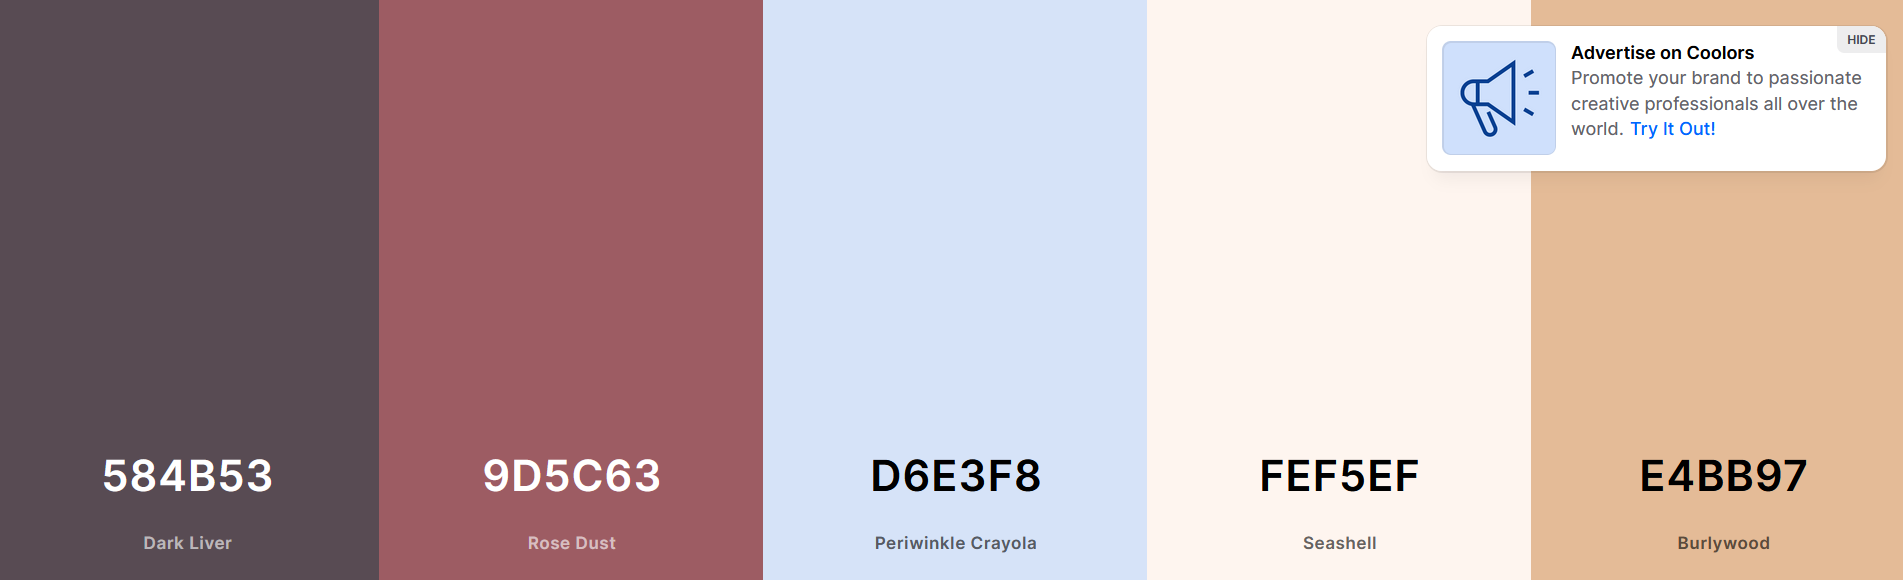 HIDE
Advertise on Coolors
Promote your brand to passionate
creative professionals all over the
world. Try It Out!
584B53
Dark Liver
9D5C63
Rose Dust
D6E3F8
Periwinkle Crayola
FEF5EF
Seashell
E4BB97
Burlywood